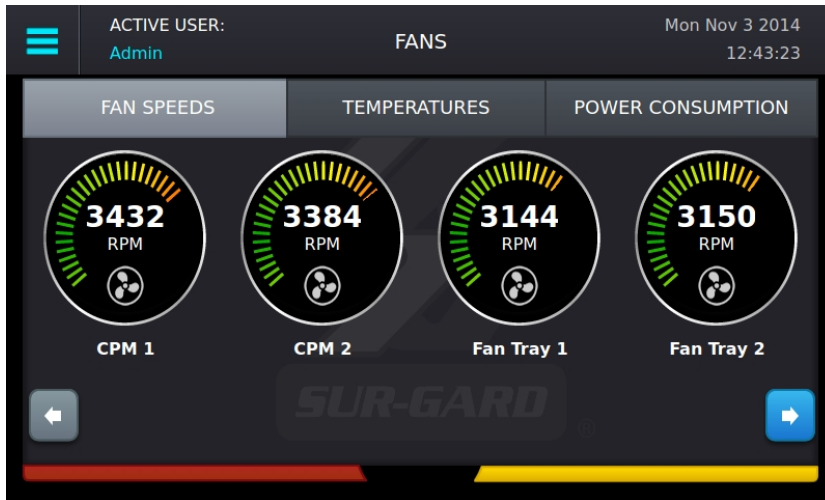 ACTIVE USER:
Admin
FANS
Mon Nov 3 2014
12:43:23
FAN SPEEDS
TEMPERATURES
POWER CONSUMPTION
3432
RPM
3384
RPM
3144
RPM
3150
RPM
CPM 1
CPM 2
Fan Tray 1
Fan Tray 2
SUR-GARD
®